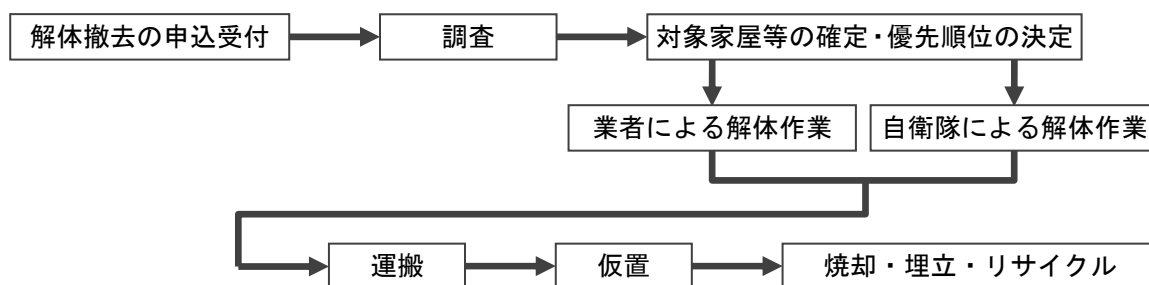 解体撤去の申込受付
調査
対象家屋等の確定・優先順位の決定
業者による解体作業
自衛隊による解体作業
運搬
仮置
焼却・埋立・リサイクル